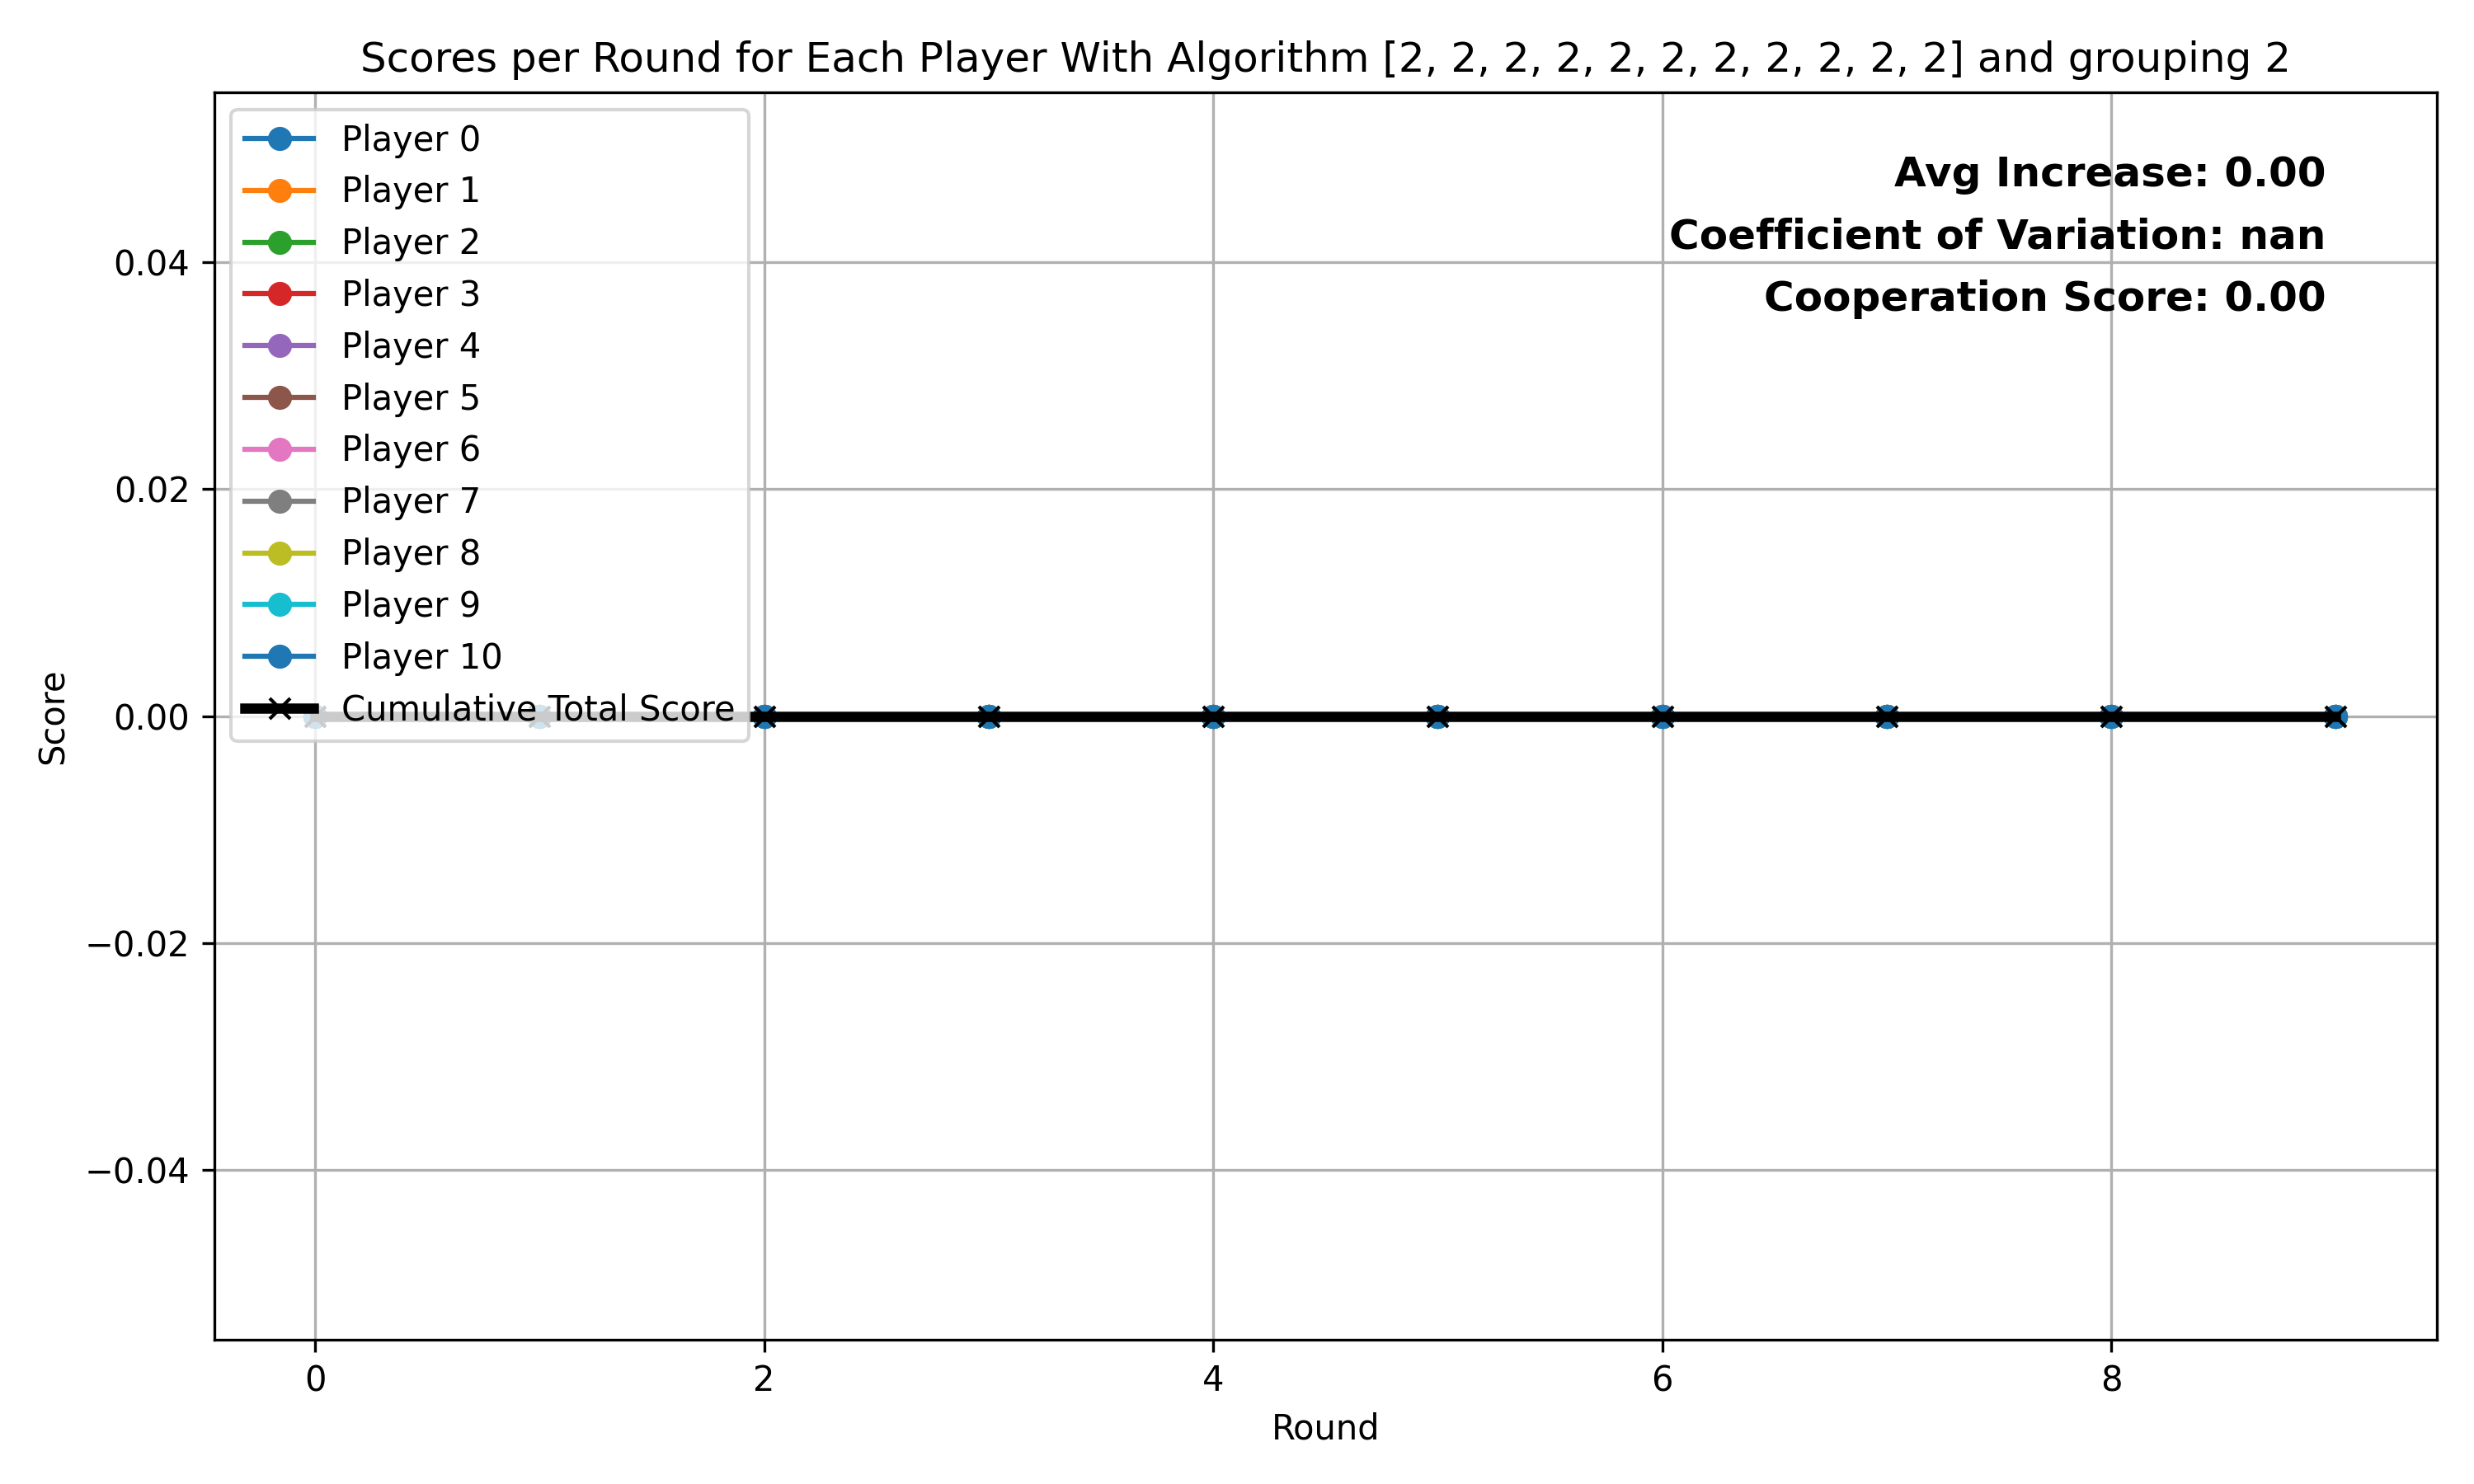 Scores per Round for Each Player With Algorithm [2, 2, 2, 2, 2, 2, 2, 2, 2, 2, 2] and grouping 2
Player 0
Player 1
Player 2
Player 3
Player 4
Player 5
Player 6
Player 7
Player 8
Player 9
Player 10
Cumulative Total Score
Avg Increase: 0.00
Coefficient of Variation: nan
Cooperation Score: 0.00
Score
0.04
0.02
0.00
−0.02
−0.04
0 2 4 6 8
Round